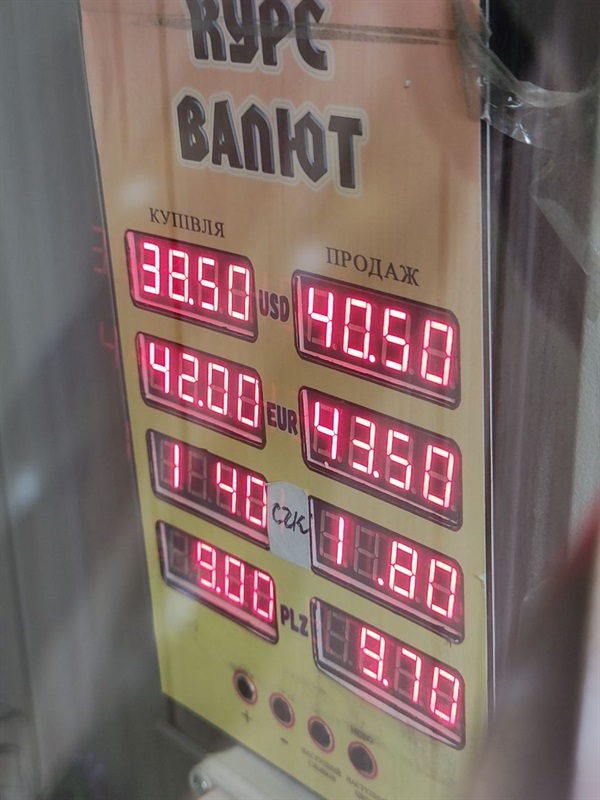 КУРС
ВАЛЮТ
КУПІВЛЯ ПРОДАЖ
38.50 USD 40.50
42.00 EUR 43.50
1 40 CZK 1.80
9.00 PLZ 9.70
+ -